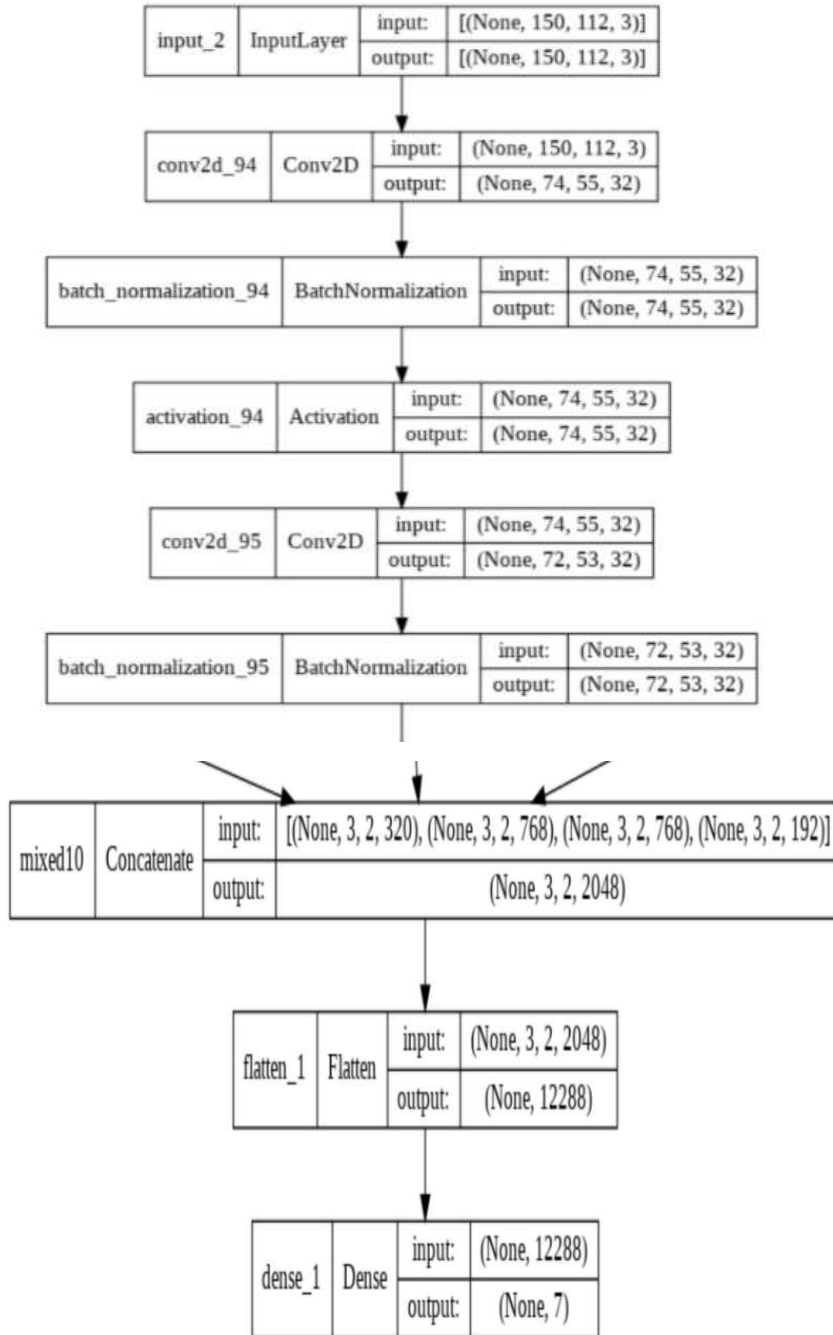 input_2 InputLayer input: [(None, 150, 112, 3)]
output: [(None, 150, 112, 3)]
conv2d_94 Conv2D input: (None, 150, 112, 3)
output: (None, 74, 55, 32)
batch_normalization_94 BatchNormalization input: (None, 74, 55, 32)
output: (None, 74, 55, 32)
activation_94 Activation input: (None, 74, 55, 32)
output: (None, 74, 55, 32)
conv2d_95 Conv2D input: (None, 74, 55, 32)
output: (None, 72, 53, 32)
batch_normalization_95 BatchNormalization input: (None, 72, 53, 32)
output: (None, 72, 53, 32)
mixed10 Concatenate input: [(None, 3, 2, 320), (None, 3, 2, 768), (None, 3, 2, 768), (None, 3, 2, 192)]
output: (None, 3, 2, 2048)
flatten_1 Flatten input: (None, 3, 2, 2048)
output: (None, 12288)
dense_1 Dense input: (None, 12288)
output: (None, 7)